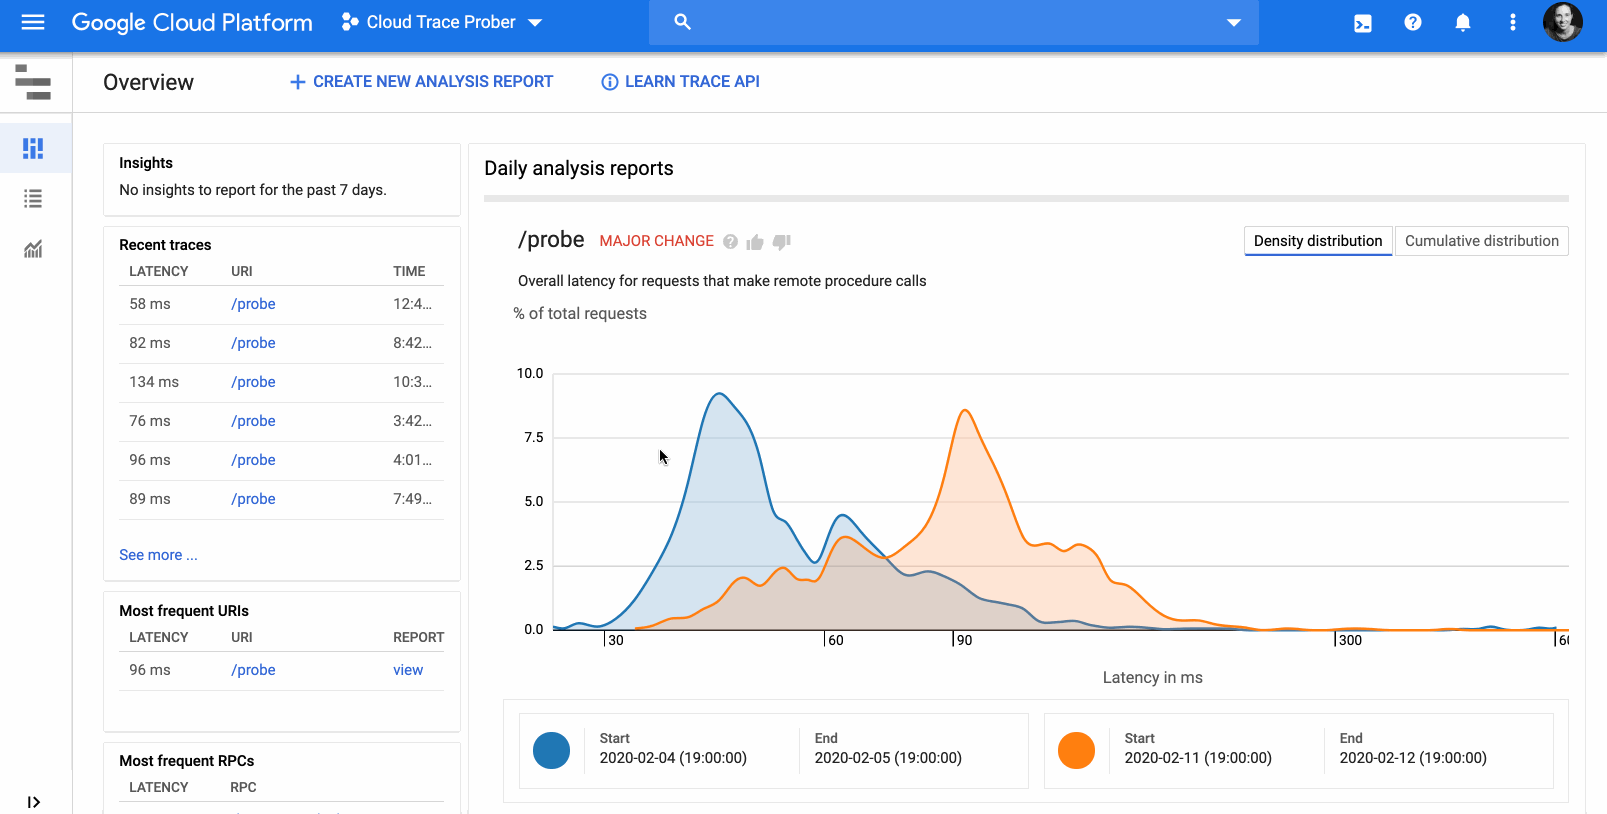 Google Cloud Platform
Cloud Trace Prober
Overview
CREATE NEW ANALYSIS REPORT
LEARN TRACE API
Insights
No insights to report for the past 7 days.
Recent traces
LATENCY URI TIME
58 ms /probe 12:4...
82 ms /probe 8:42...
134 ms /probe 10:3...
76 ms /probe 3:42...
96 ms /probe 4:01...
89 ms /probe 7:49...
See more ...
Most frequent URIs
LATENCY URI REPORT
96 ms /probe view
Most frequent RPCs
LATENCY RPC
Daily analysis reports
/probe MAJOR CHANGE
Density distribution
Cumulative distribution
Overall latency for requests that make remote procedure calls
% of total requests
10.0
7.5
5.0
2.5
0.0
30 60 90 300
Latency in ms
Start End
2020-02-04 (19:00:00) 2020-02-05 (19:00:00)
Start End
2020-02-11 (19:00:00) 2020-02-12 (19:00:00)